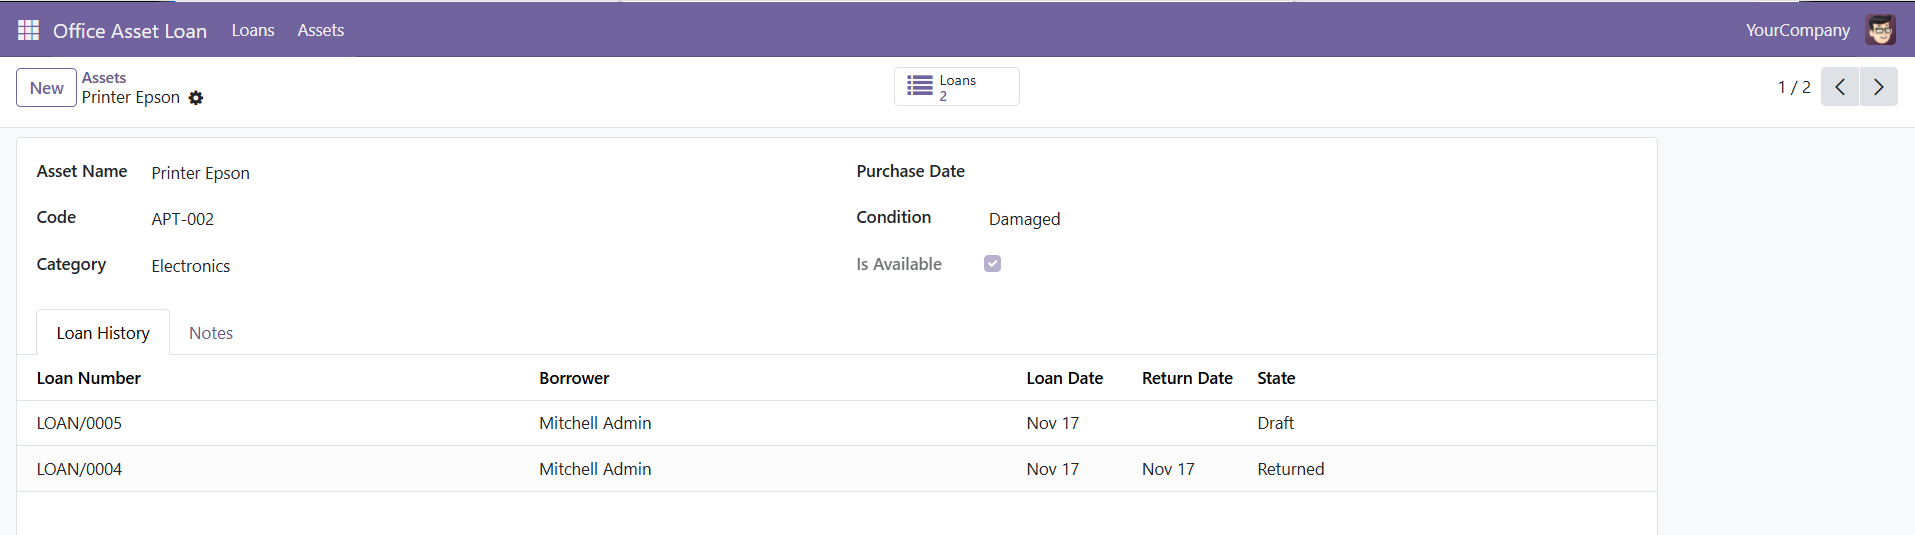 Office Asset Loan Loans Assets YourCompany
New Assets
Printer Epson
Loans
2
1 / 2
Asset Name Printer Epson Purchase Date
Code APT-002 Condition Damaged
Category Electronics Is Available
Loan History Notes
Loan Number Borrower Loan Date Return Date State
LOAN/0005 Mitchell Admin Nov 17 Draft
LOAN/0004 Mitchell Admin Nov 17 Nov 17 Returned